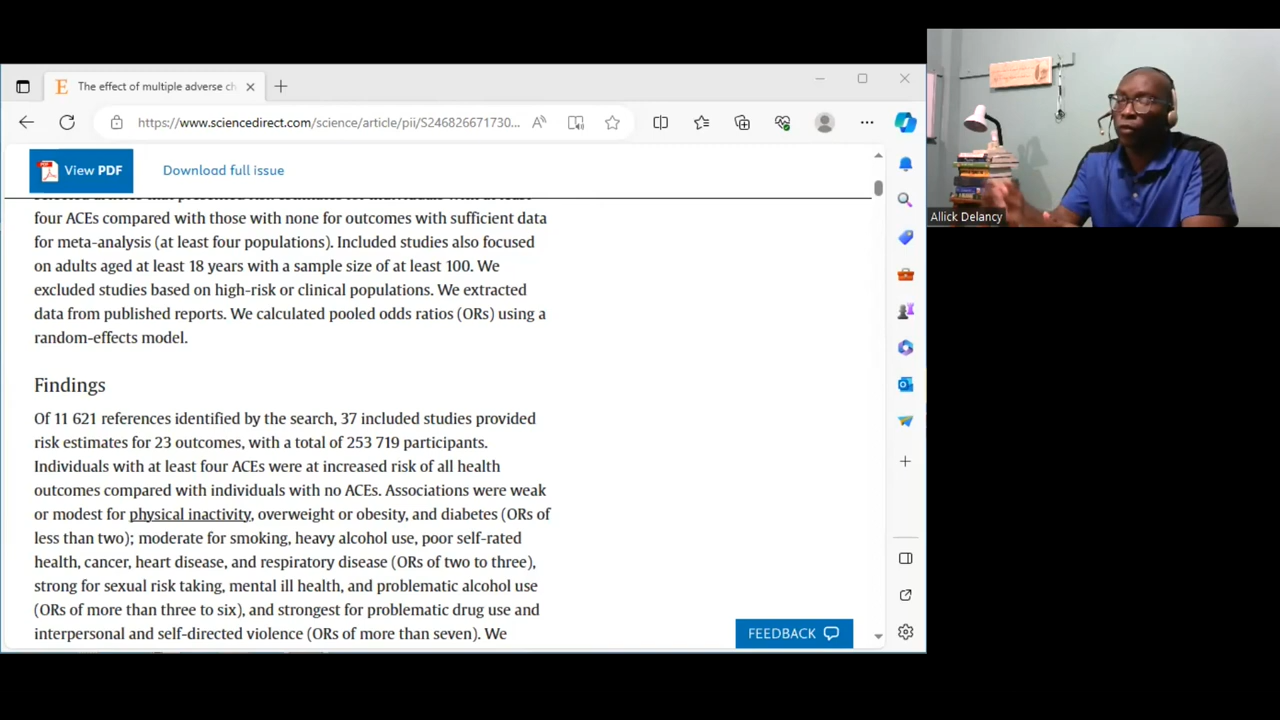 The effect of multiple adverse ch
https://www.sciencedirect.com/science/article/pii/S246826671730...
View PDF
Download full issue
four ACEs compared with those with none for outcomes with sufficient data
for meta-analysis (at least four populations). Included studies also focused
on adults aged at least 18 years with a sample size of at least 100. We
excluded studies based on high-risk or clinical populations. We extracted
data from published reports. We calculated pooled odds ratios (ORs) using a
random-effects model.
Findings
Of 11 621 references identified by the search, 37 included studies provided
risk estimates for 23 outcomes, with a total of 253 719 participants.
Individuals with at least four ACEs were at increased risk of all health
outcomes compared with individuals with no ACEs. Associations were weak
or modest for physical inactivity, overweight or obesity, and diabetes (ORs of
less than two); moderate for smoking, heavy alcohol use, poor self-rated
health, cancer, heart disease, and respiratory disease (ORs of two to three),
strong for sexual risk taking, mental ill health, and problematic alcohol use
(ORs of more than three to six), and strongest for problematic drug use and
interpersonal and self-directed violence (ORs of more than seven). We
FEEDBACK
Allick Delancy